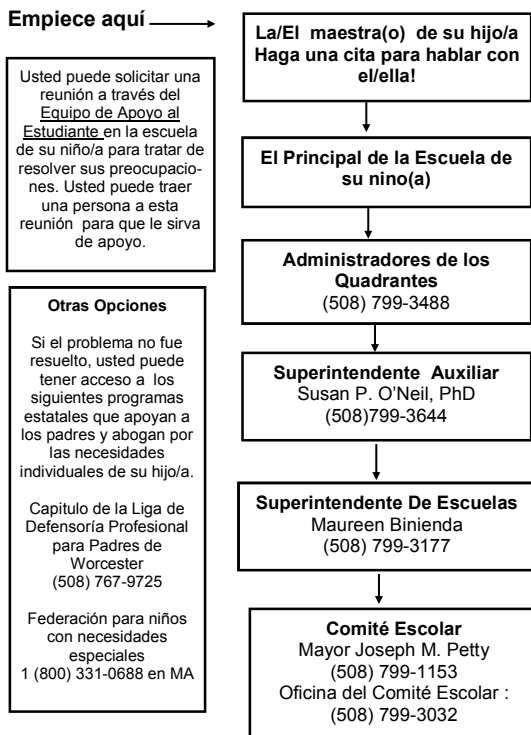 Empiece aquí
La/El maestra(o) de su hijo/a
Haga una cita para hablar con
el/ella!
Usted puede solicitar una
reunión a través del
Equipo de Apoyo al
Estudiante en la escuela
de su niño/a para tratar de
resolver sus preocupacio-
nes. Usted puede traer
una persona a esta
reunión para que le sirva
de apoyo.
El Principal de la Escuela de
su nino(a)
Administradores de los
Quadrantes
(508) 799-3488
Superintendente Auxiliar
Susan P. O'Neil, PhD
(508)799-3644
Superintendente De Escuelas
Maureen Binienda
(508) 799-3177
Comité Escolar
Mayor Joseph M. Petty
(508) 799-1153
Oficina del Comité Escolar :
(508) 799-3032
Otras Opciones
Si el problema no fue
resuelto, usted puede
tener acceso a los
siguientes programas
estatales que apoyan a
los padres y abogan por
las necesidades
individuales de su hijo/a.
Capitulo de la Liga de
Defensoría Profesional
para Padres de
Worcester
(508) 767-9725
Federación para niños
con necesidades
especiales
1 (800) 331-0688 en MA